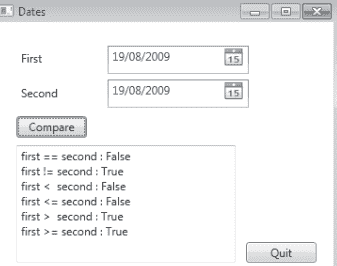 Dates
First 19/08/2009 15
Second 19/08/2009 15
Compare
first == second : False
first != second : True
first <  second : False
first <= second : False
first >  second : True
first >= second : True
Quit